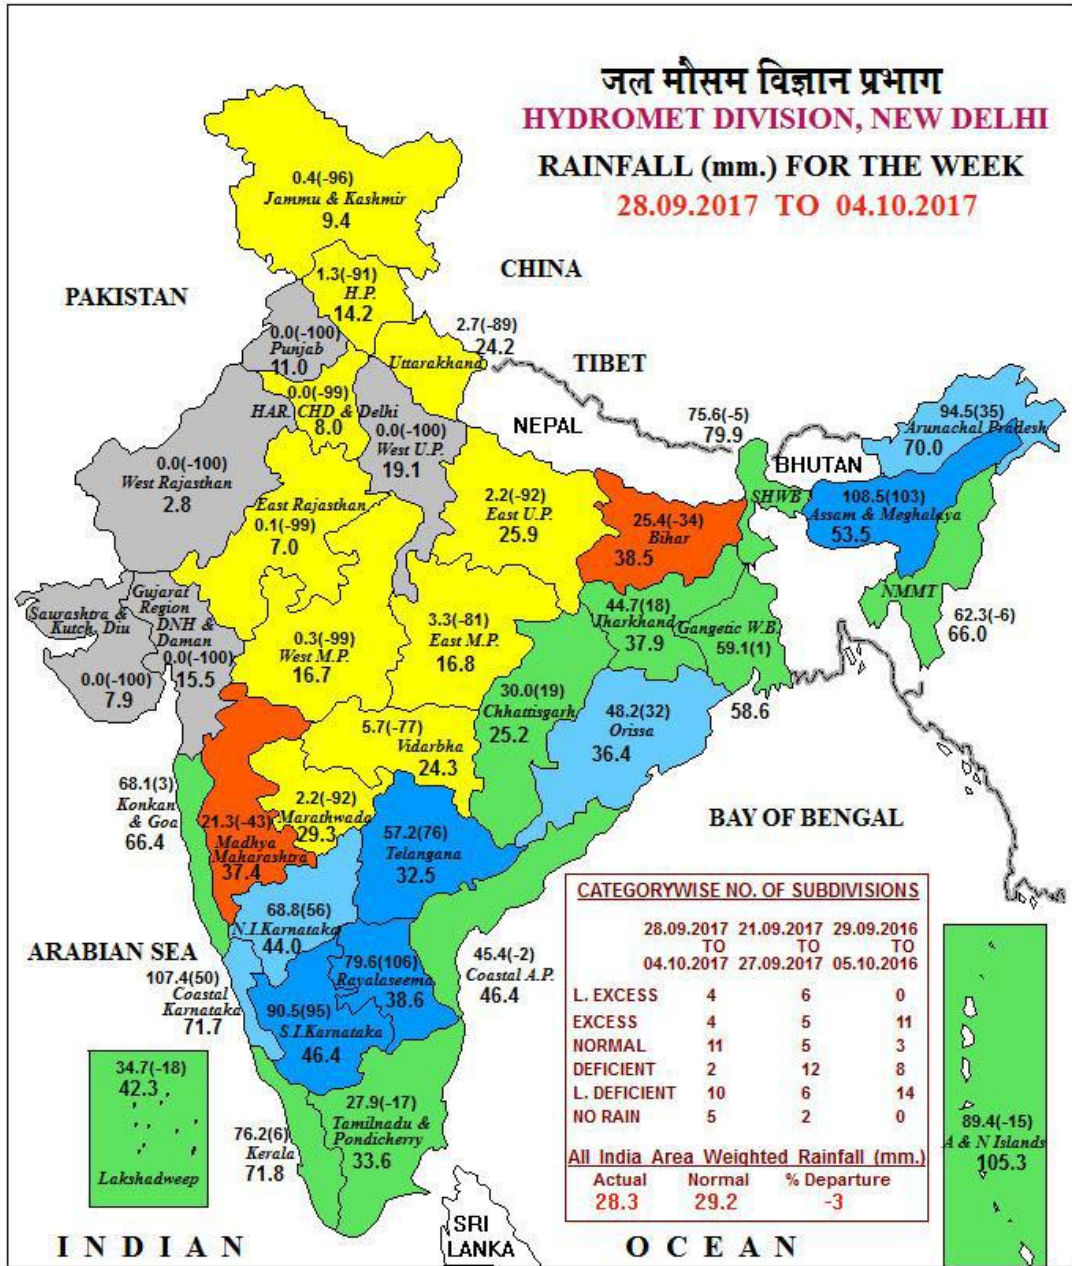 जल मौसम विज्ञान प्रभाग
HYDROMET DIVISION, NEW DELHI
RAINFALL (mm.) FOR THE WEEK
28.09.2017 TO 04.10.2017
0.4(-96)
Jammu & Kashmir
9.4
CHINA
1.3(-91)
H.P.
14.2
PAKISTAN
0.0(-100)
Punjab
11.0
2.7(-89)
24.2
Uttarakhand
TIBET
0.0(-99)
HAR. CHD & Delhi
8.0
0.0(-100)
West U.P.
19.1
NEPAL
75.6(-5)
79.9
94.5(35)
Arunachal Pradesh
70.0
BHUTAN
0.0(-100)
West Rajasthan
2.8
East Rajasthan
0.1(-99)
7.0
2.2(-92)
East U.P.
25.9
25.4(-34)
Bihar
38.5
SHWB
108.5(103)
Assam & Meghalaya
53.5
NMMT
62.3(-6)
66.0
Saurashtra &
Kutch, Diu
0.0(-100)
7.9
Gujarat
Region
DNH &
Daman
0.0(-100)
15.5
0.3(-99)
West M.P.
16.7
3.3(-81)
East M.P.
16.8
44.7(18)
Jharkhand
37.9
Gangetic W.B.
59.1(1)
58.6
30.0(19)
Chhattisgarh
25.2
48.2(32)
Orissa
36.4
5.7(-77)
Vidarbha
24.3
68.1(3)
Konkan
& Goa
66.4
21.3(-43)
Madhya
Maharashtra
37.4
2.2(-92)
Marathwada
29.3
57.2(76)
Telangana
32.5
BAY OF BENGAL
ARABIAN SEA
68.8(56)
N.I.Karnataka
44.0
107.4(50)
Coastal
Karnataka
71.7
79.6(106)
Rayalaseema
38.6
45.4(-2)
Coastal A.P.
46.4
90.5(95)
S.I.Karnataka
46.4
34.7(-18)
42.3
Lakshadweep
76.2(6)
Kerala
71.8
27.9(-17)
Tamilnadu &
Pondicherry
33.6
89.4(-15)
A & N Islands
105.3
CATEGORYWISE NO. OF SUBDIVISIONS
28.09.2017 21.09.2017 29.09.2016
TO TO TO
04.10.2017 27.09.2017 05.10.2016
L. EXCESS 4 6 0
EXCESS 4 5 11
NORMAL 11 5 3
DEFICIENT 2 12 8
L. DEFICIENT 10 6 14
NO RAIN 5 2 0
All India Area Weighted Rainfall (mm.)
Actual Normal % Departure
28.3 29.2 -3
SRI
LANKA
INDIAN OCEAN